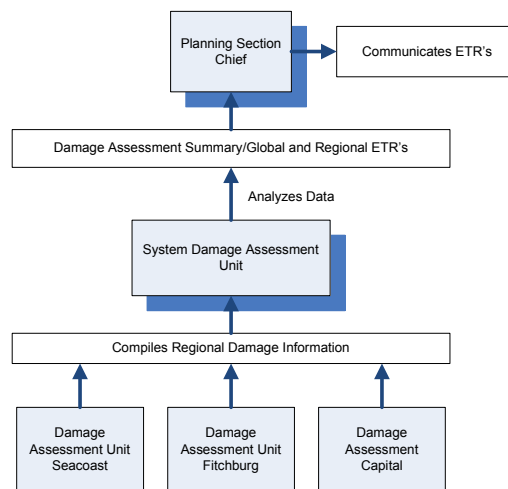 Planning Section
Chief
Communicates ETR's
Damage Assessment Summary/Global and Regional ETR's
Analyzes Data
System Damage Assessment
Unit
Compiles Regional Damage Information
Damage
Assessment Unit
Seacoast
Damage
Assessment Unit
Fitchburg
Damage
Assessment
Capital